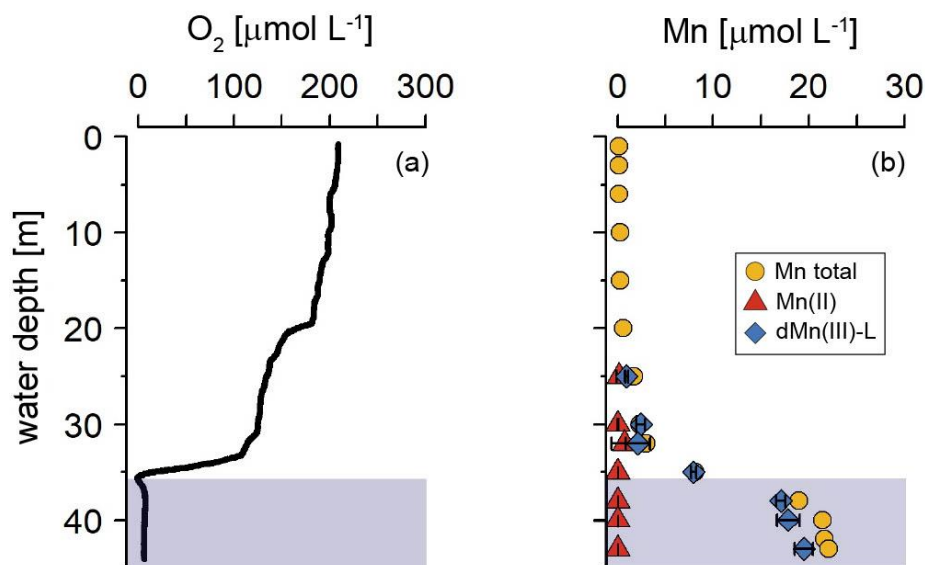 O2 [μmol L-1]
Mn [μmol L-1]
0 100 200 300
0 10 20 30
0
10
20
30
40
water depth [m]
(a)
(b)
Mn total
Mn(II)
dMn(III)-L